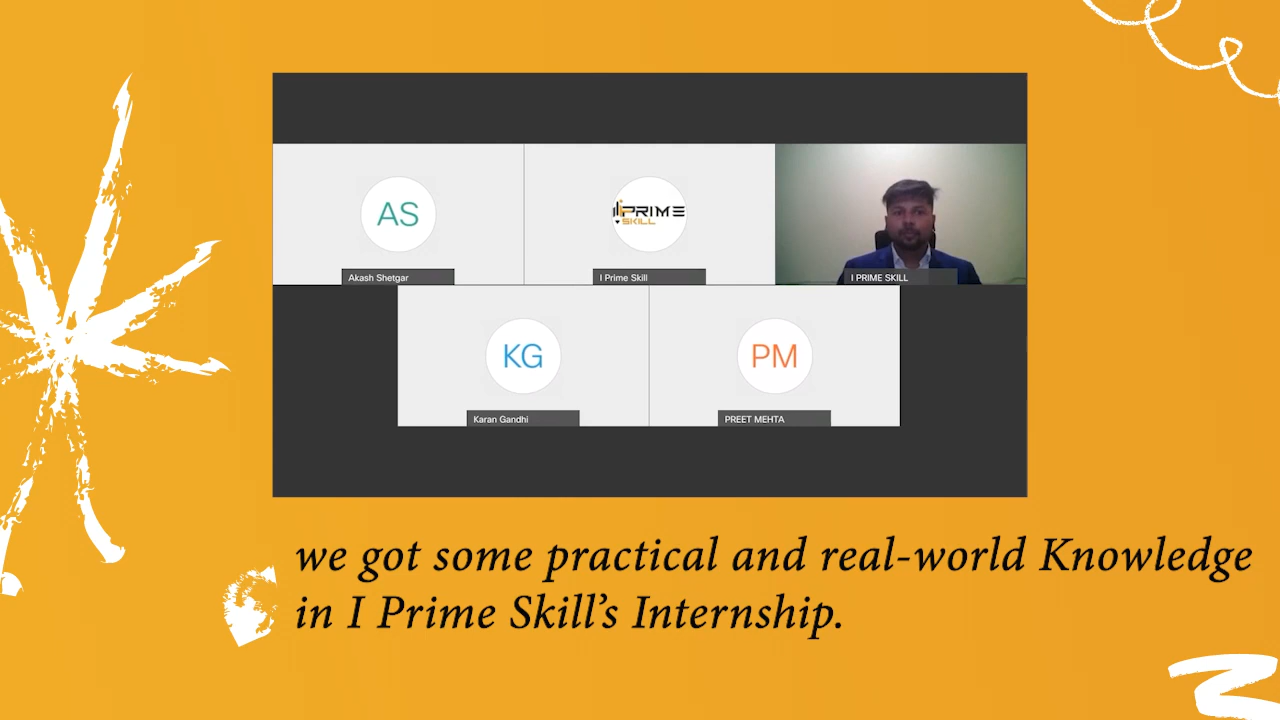 AS
PRIME
SKILL
Akash Shetgar
I Prime Skill
I PRIME SKILL
KG
PM
Karan Gandhi
PREET MEHTA
we got some practical and real-world Knowledge
in I Prime Skill's Internship.